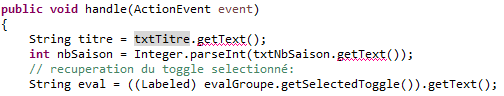 public void handle(ActionEvent event)
{
String titre = txtTitre.getText();
int nbSaison = Integer.parseInt(txtNbSaison.getText());
// recuperation du toggle selectionné:
String eval = ((Labeled) evalGroupe.getSelectedToggle()).getText();